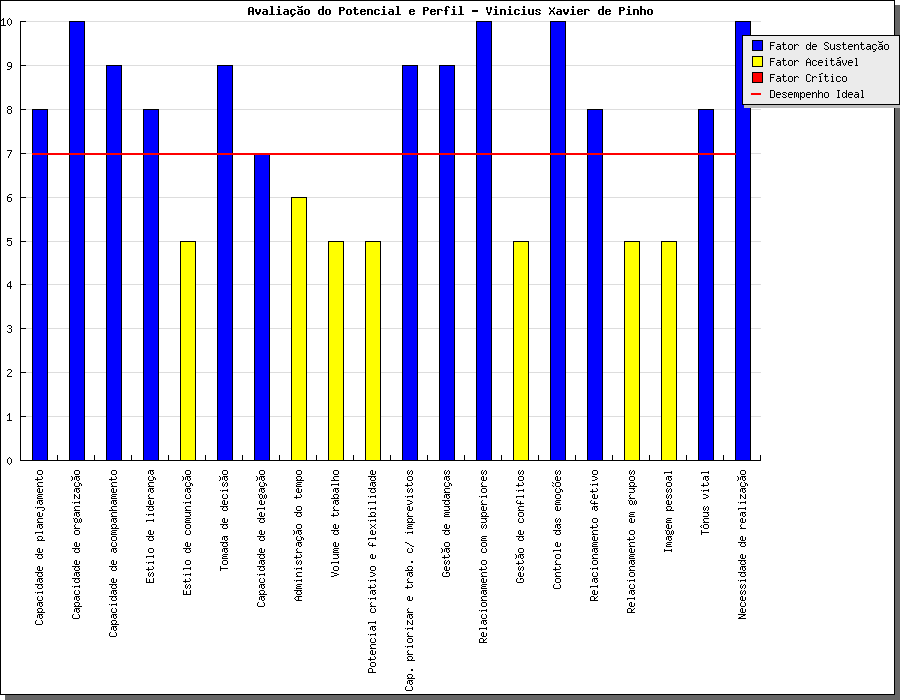 Avaliação do Potencial e Perfil - Vinicius Xavier de Pinho
10
9
8
7
6
5
4
3
2
1
0
Fator de Sustentação
Fator Aceitável
Fator Crítico
Desempenho Ideal
Capacidade de planejamento
Capacidade de organização
Capacidade de acompanhamento
Estilo de liderança
Estilo de comunicação
Tomada de decisão
Capacidade de delegação
Administração do tempo
Volume de trabalho
Potencial criativo e flexibilidade
Cap. priorizar e trab. c/ imprevistos
Gestão de mudanças
Relacionamento com superiores
Gestão de conflitos
Controle das emoções
Relacionamento afetivo
Relacionamento em grupos
Imagem pessoal
Tônus vital
Necessidade de realização